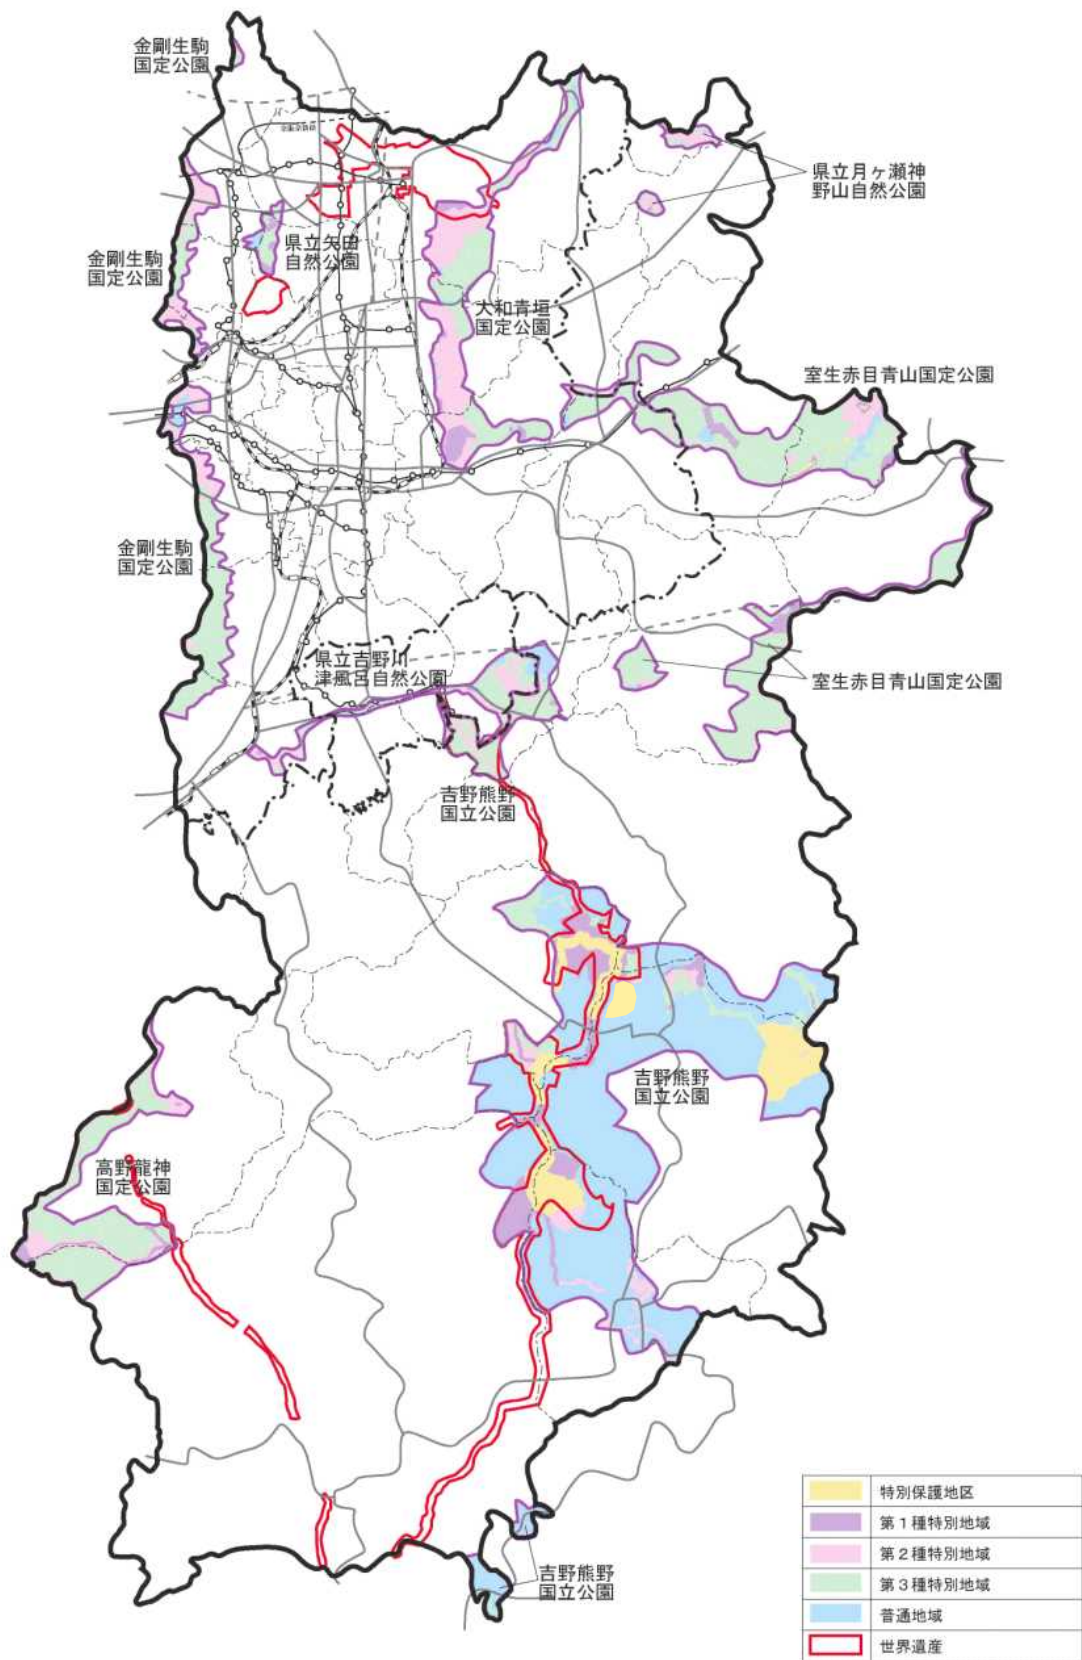 金剛生駒
国定公園
県立月ヶ瀬神
野山自然公園
県立矢田
自然公園
金剛生駒
国定公園
大和青垣
国定公園
室生赤目青山国定公園
金剛生駒
国定公園
県立吉野川
津風呂自然公園
室生赤目青山国定公園
吉野熊野
国立公園
吉野熊野
国立公園
高野龍神
国定公園
吉野熊野
国立公園
特別保護地区
第1種特別地域
第2種特別地域
第3種特別地域
普通地域
世界遺産